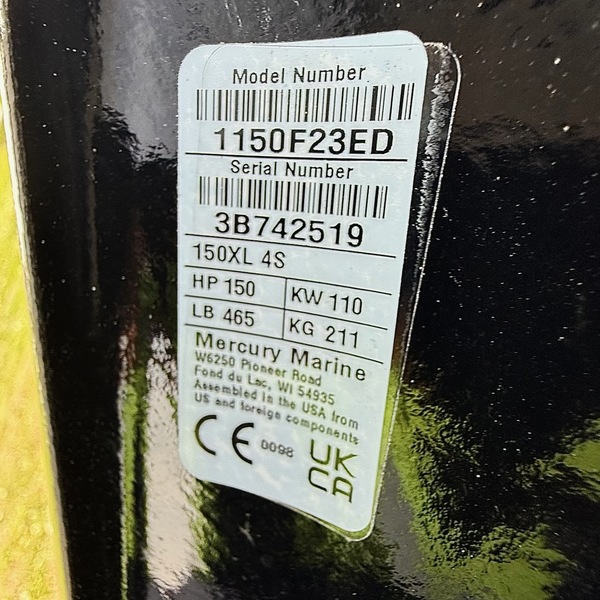 Model Number
1150F23ED
Serial Number
3B742519
150XL 4S
HP 150 KW 110
LB 465 KG 211
Mercury Marine
W6250 Pioneer Road
Fond du Lac, WI 54935
Assembled in the USA from
US and foreign components
CE 0098 UK
CA